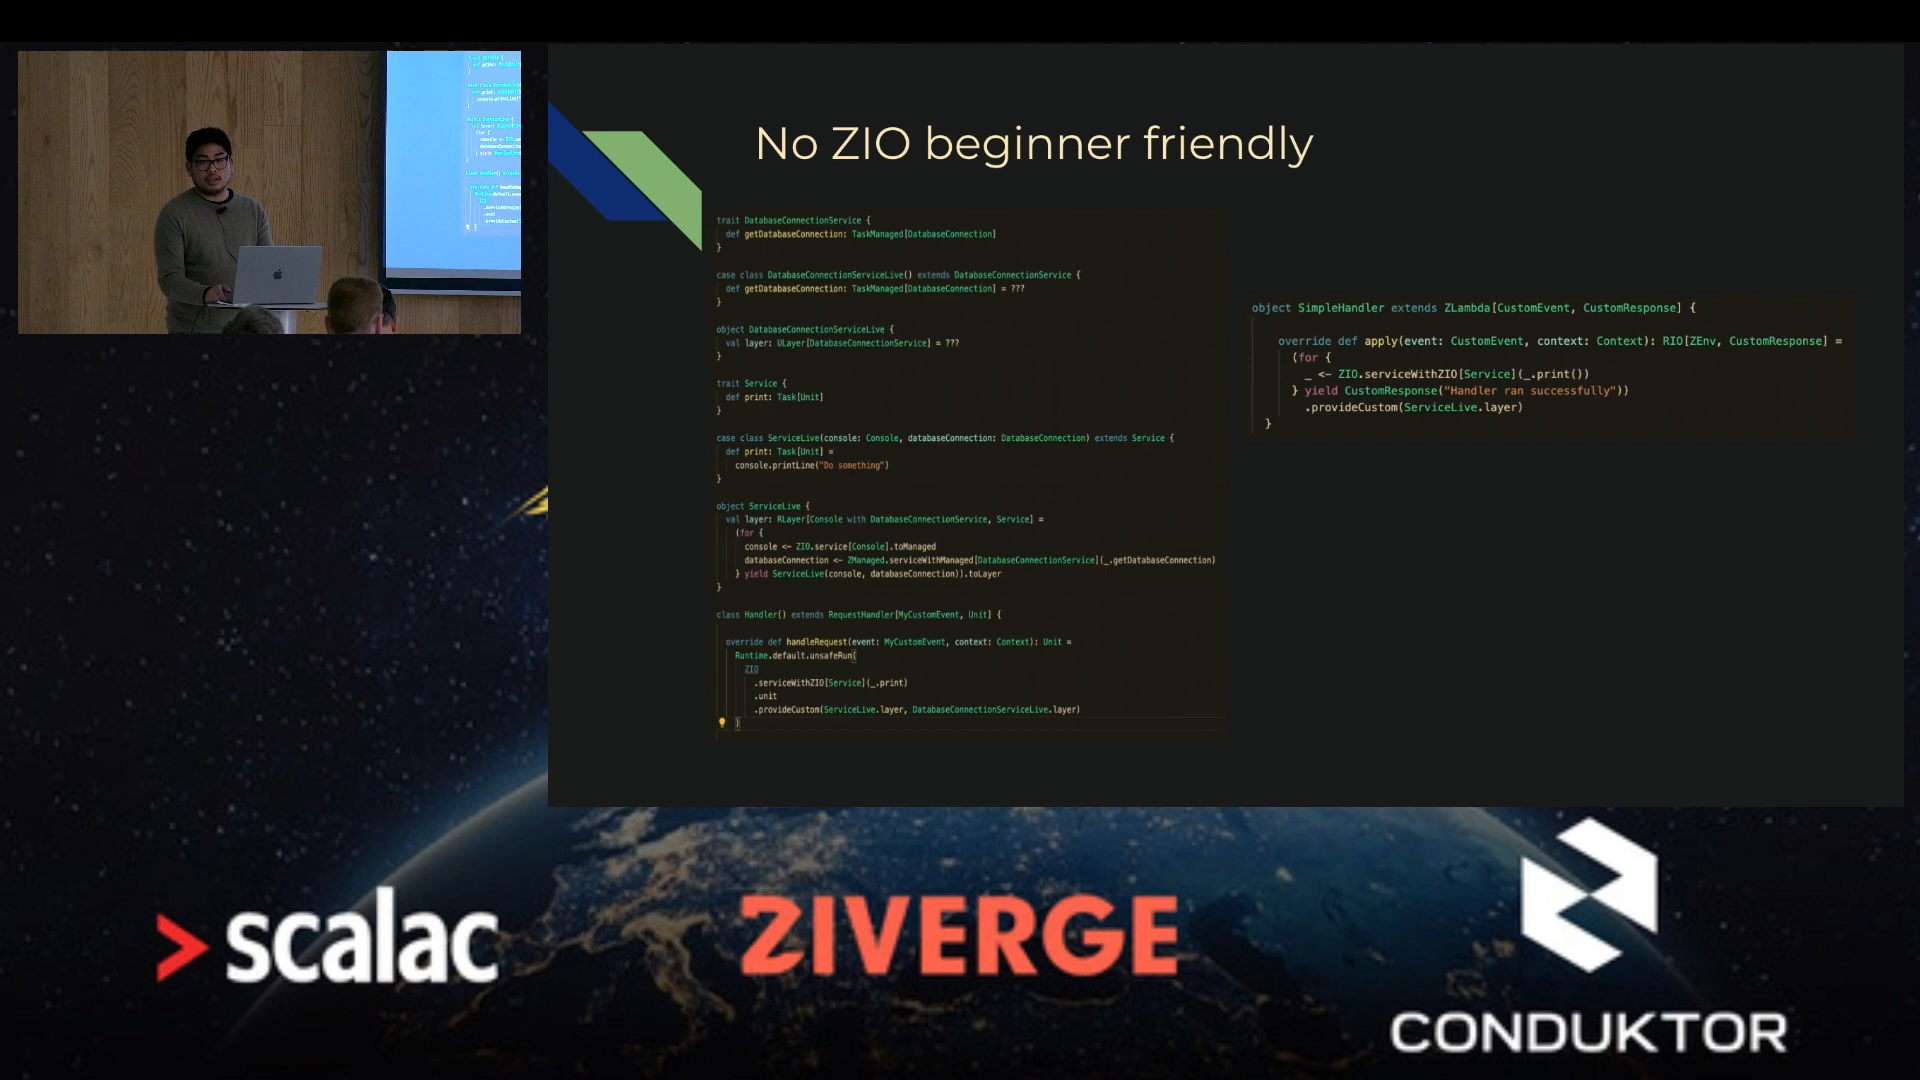 No ZIO beginner friendly
trait DatabaseConnectionService {
def getDatabaseConnection: TaskManaged[DatabaseConnection]
}
case class DatabaseConnectionServiceLive() extends DatabaseConnectionService {
def getDatabaseConnection: TaskManaged[DatabaseConnection] = ???
}
object DatabaseConnectionServiceLive {
val layer: ULayer[DatabaseConnectionService] = ???
}
trait Service {
def print: Task[Unit]
}
case class ServiceLive(console: Console, databaseConnection: DatabaseConnection) extends Service {
def print: Task[Unit] =
console.printLine("Do something")
}
object ServiceLive {
val layer: RLayer[Console with DatabaseConnectionService, Service] =
(for {
console <- ZIO.service[Console].toManaged
databaseConnection <- ZManaged.serviceWithManaged[DatabaseConnectionService](_.getDatabaseConnection)
} yield ServiceLive(console, databaseConnection)).toLayer
}
class Handler() extends RequestHandler[MyCustomEvent, Unit] {
override def handleRequest(event: MyCustomEvent, context: Context): Unit =
Runtime.default.unsafeRun(
ZIO
.serviceWithZIO[Service](_.print)
.unit
.provideCustom(ServiceLive.layer, DatabaseConnectionServiceLive.layer)
)
object SimpleHandler extends ZLambda[CustomEvent, CustomResponse] {
override def apply(event: CustomEvent, context: Context): RIO[ZEnv, CustomResponse] =
(for {
_ <- ZIO.serviceWithZIO[Service](_.print())
} yield CustomResponse("Handler ran successfully"))
.provideCustom(ServiceLive.layer)
}
scalac
ZIVERGE
CONDUKTOR